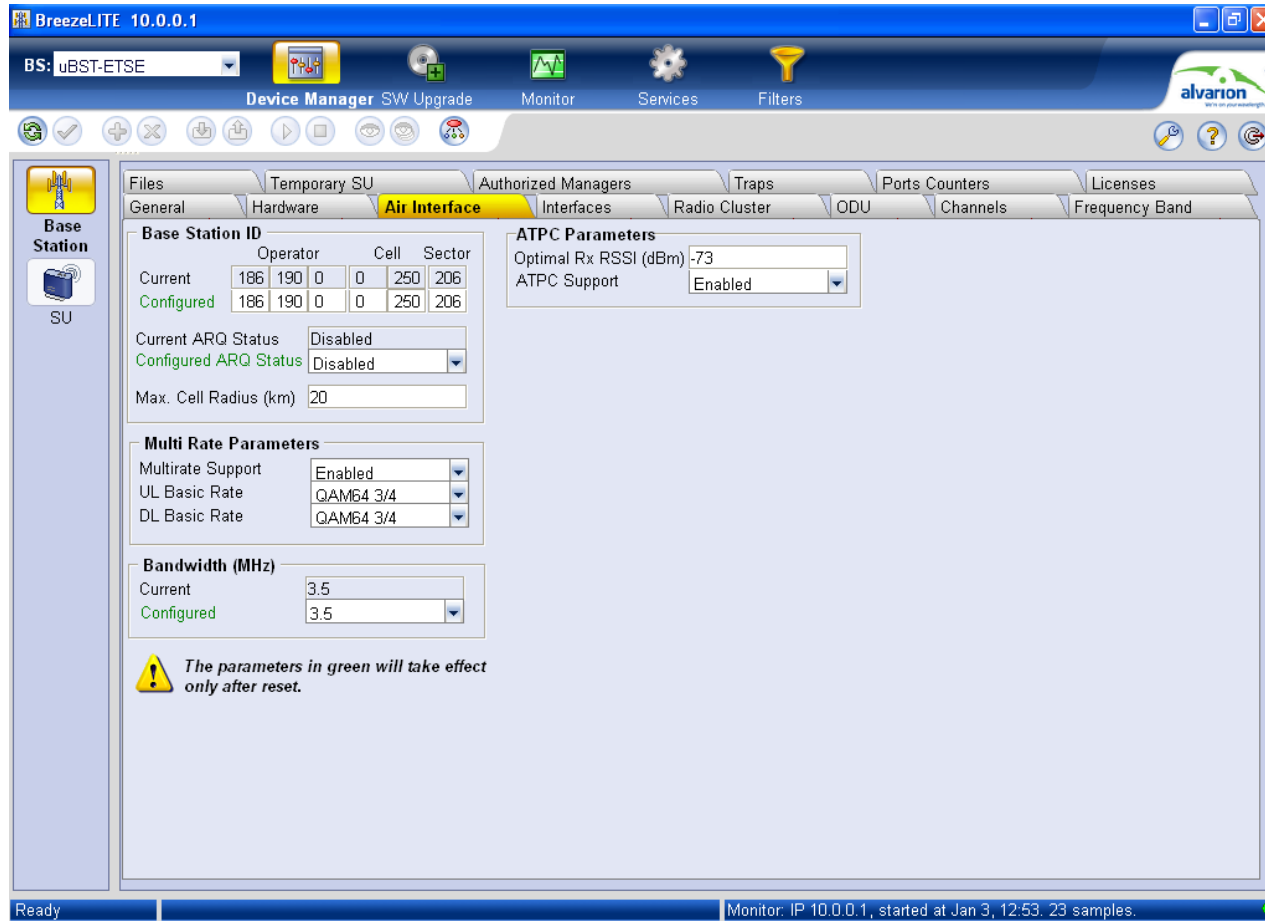 BreezeLITE 10.0.0.1
BS: uBST-ETSE
Device Manager SW Upgrade Monitor Services Filters
alvarion
Files Temporary SU Authorized Managers Traps Ports Counters Licenses
General Hardware Air Interface Interfaces Radio Cluster ODU Channels Frequency Band
Base Station
SU
Base Station ID
Operator Cell Sector
Current 186 190 0 0 250 206
Configured 186 190 0 0 250 206
Current ARQ Status Disabled
Configured ARQ Status Disabled
Max. Cell Radius (km) 20
Multi Rate Parameters
Multirate Support Enabled
UL Basic Rate QAM64 3/4
DL Basic Rate QAM64 3/4
Bandwidth (MHz)
Current 3.5
Configured 3.5
The parameters in green will take effect
only after reset.
ATPC Parameters
Optimal Rx RSSI (dBm) -73
ATPC Support Enabled
Ready
Monitor: IP 10.0.0.1, started at Jan 3, 12:53. 23 samples.